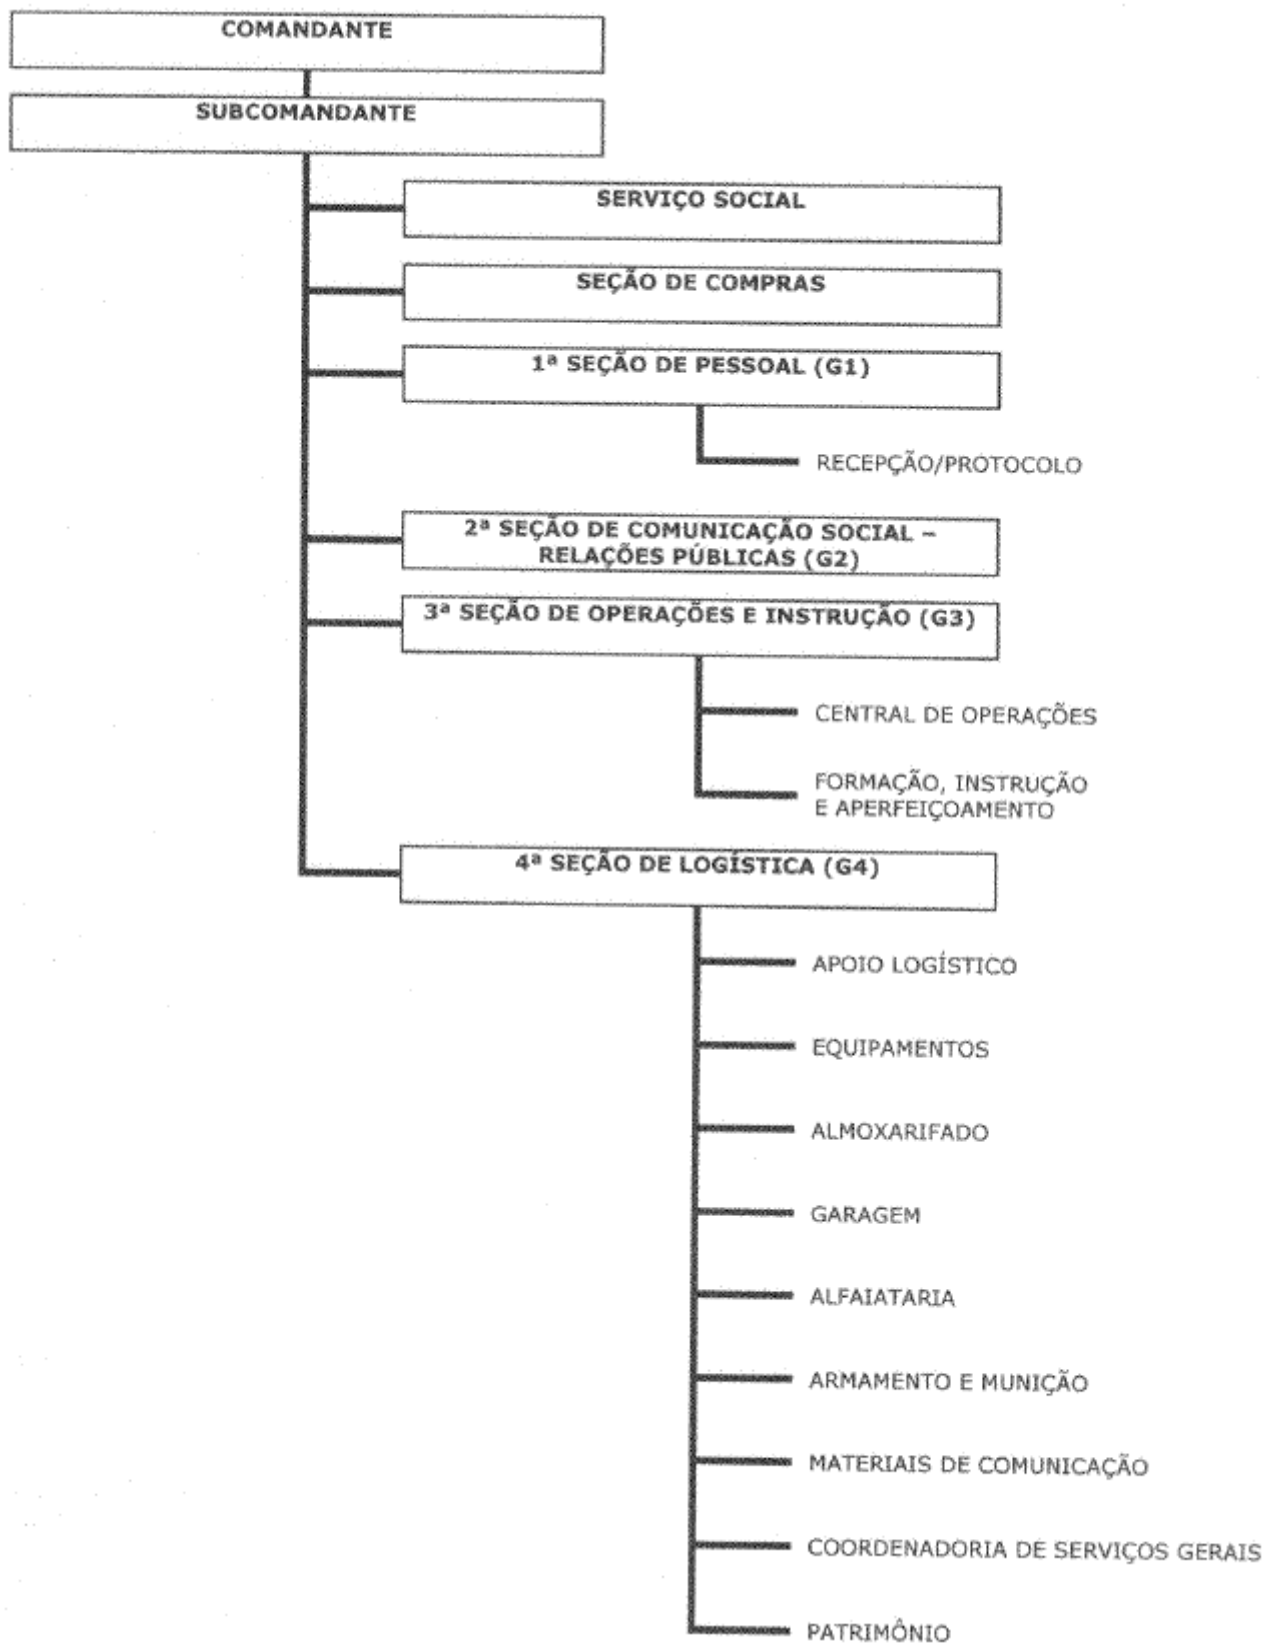 COMANDANTE
SUBCOMANDANTE
SERVIÇO SOCIAL
SEÇÃO DE COMPRAS
1ª SEÇÃO DE PESSOAL (G1)
RECEPÇÃO/PROTOCOLO
2ª SEÇÃO DE COMUNICAÇÃO SOCIAL –
RELAÇÕES PÚBLICAS (G2)
3ª SEÇÃO DE OPERAÇÕES E INSTRUÇÃO (G3)
CENTRAL DE OPERAÇÕES
FORMAÇÃO, INSTRUÇÃO
E APERFEIÇOAMENTO
4ª SEÇÃO DE LOGÍSTICA (G4)
APOIO LOGÍSTICO
EQUIPAMENTOS
ALMOXARIFADO
GARAGEM
ALFAIATARIA
ARMAMENTO E MUNIÇÃO
MATERIAIS DE COMUNICAÇÃO
COORDENADORIA DE SERVIÇOS GERAIS
PATRIMÔNIO